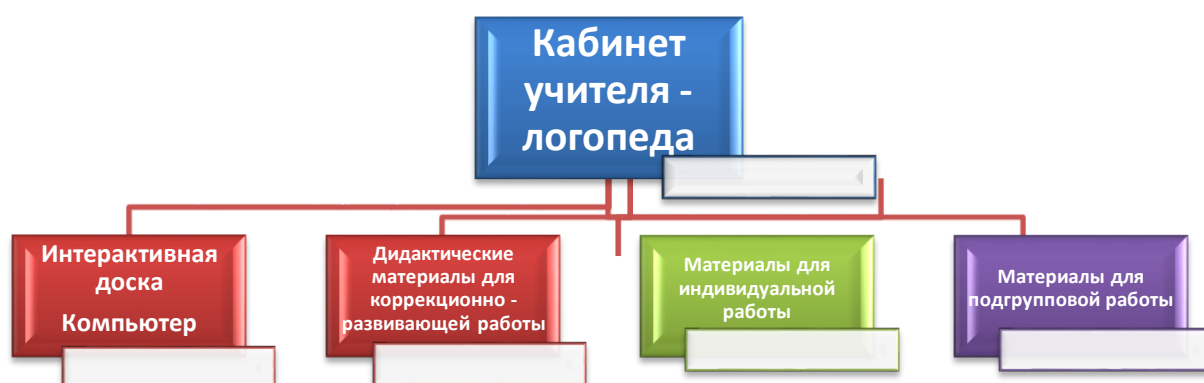 Кабинет
учителя -
логопеда
Интерактивная
доска
Компьютер
Дидактические
материалы для
коррекционно -
развивающей работы
Материалы для
индивидуальной
работы
Материалы для
подгрупповой работы